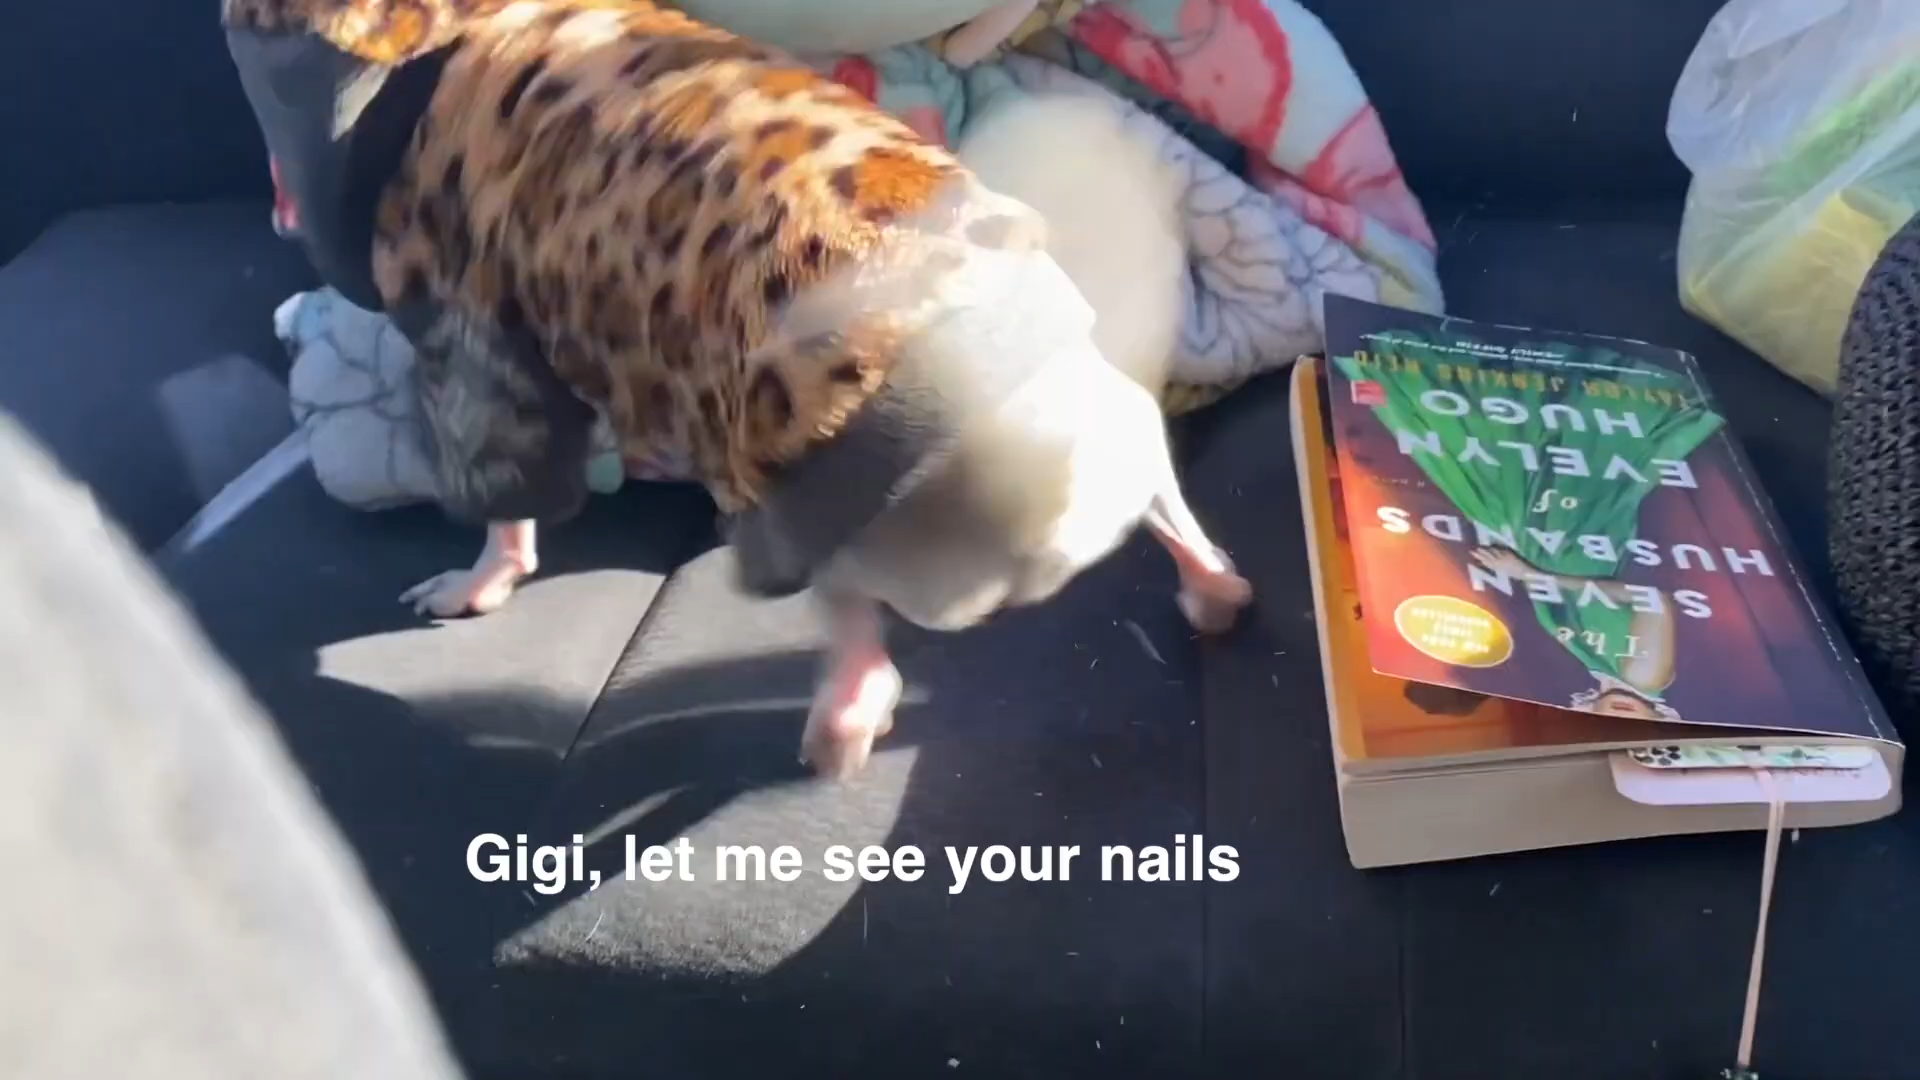 The
SEVEN
HUSBANDS
of
EVELYN
HUGO
TAYLOR JENKINS REID
Gigi, let me see your nails